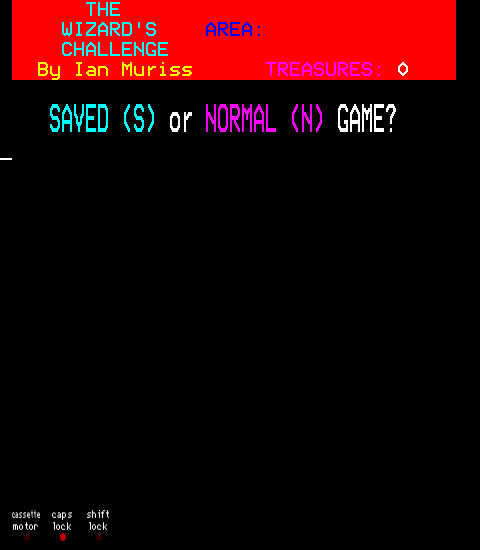 THE
WIZARD'S AREA:
CHALLENGE
By Ian Muriss TREASURES: 0
SAVED (S) or NORMAL (N) GAME?
cassette caps shift
motor lock lock